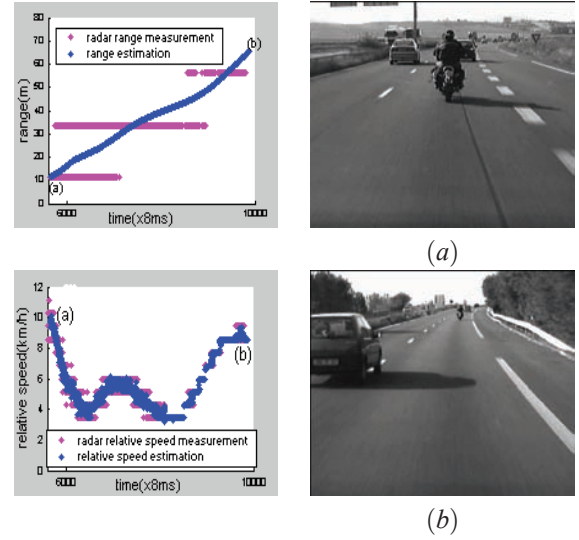 80
70
60
50
40
30
20
10
0
range(m)
radar range measurement
range estimation
(b)
(a)
6000
10000
time(x8ms)
(a)
12
10
8
6
4
2
0
relative speed(km/h)
(a)
(b)
radar relative speed measurement
relative speed estimation
6000
10000
time(x8ms)
(b)